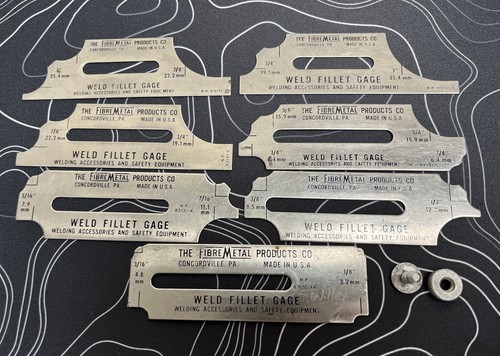 THE FIBREMETAL PRODUCTS CO
CONCORDVILLE, PA. MADE IN U.S.A
1"
25.4 mm
7/8"
22.2 mm
WELD FILLET GAGE
WELDING ACCESSORIES AND SAFETY EQUIPMENT
THE FIBREMETAL PRODUCTS CO
CONCORDVILLE, PA. MADE IN U.S.A
3/4"
19.1 mm
1"
25.4 mm
WELD FILLET GAGE
WELDING ACCESSORIES AND SAFETY EQUIPMENT
THE FIBREMETAL PRODUCTS CO
CONCORDVILLE, PA. MADE IN U.S.A
7/8"
22.2 mm
3/4"
19.1 mm
WELD FILLET GAGE
WELDING ACCESSORIES AND SAFETY EQUIPMENT
5/8"
15.9 mm
THE FIBREMETAL PRODUCTS CO
CONCORDVILLE, PA. MADE IN U.S.A
5/8"
15.9 mm
1/4"
6.4 mm
1/4"
6.4 mm
WELD FILLET GAGE
WELDING ACCESSORIES AND SAFETY EQUIPMENT
THE FIBREMETAL PRODUCTS CO
CONCORDVILLE, PA MADE IN U.S.A
5/16"
7.9 mm
7/16"
11.1 mm
WELD FILLET GAGE
WELDING ACCESSORIES AND SAFETY EQUIPMENT
THE FIBREMETAL PRODUCTS CO
CONCORDVILLE, PA MADE IN U.S.A
3/8"
9.5 mm
1/2"
WELD FILLET GAGE
WELDING ACCESSORIES AND SAFETY EQUIPMENT
THE FIBREMETAL PRODUCTS CO
CONCORDVILLE, PA. MADE IN U.S.A
3/16"
4.8 mm
1/8"
3.2 mm
WELD FILLET GAGE
WELDING ACCESSORIES AND SAFETY EQUIPMENT